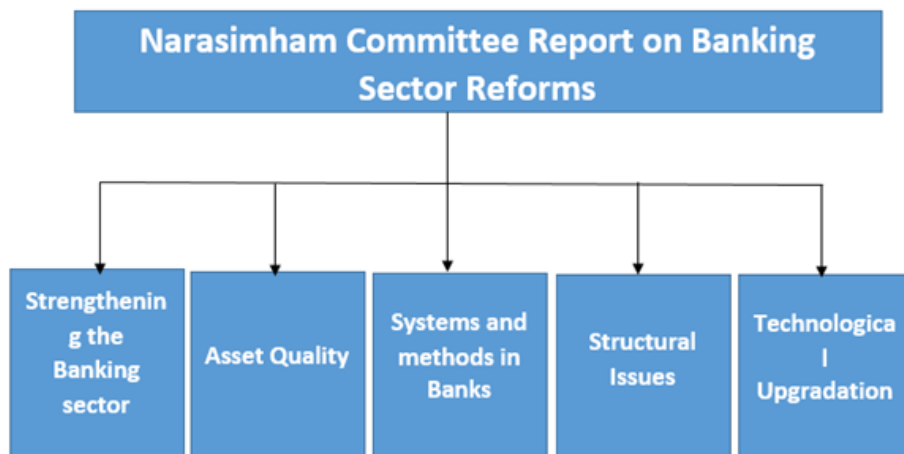 Narasimham Committee Report on Banking
Sector Reforms
Strengthenin
g the
Banking
sector
Asset Quality
Systems and
methods in
Banks
Structural
Issues
Technologica
l
Upgradation